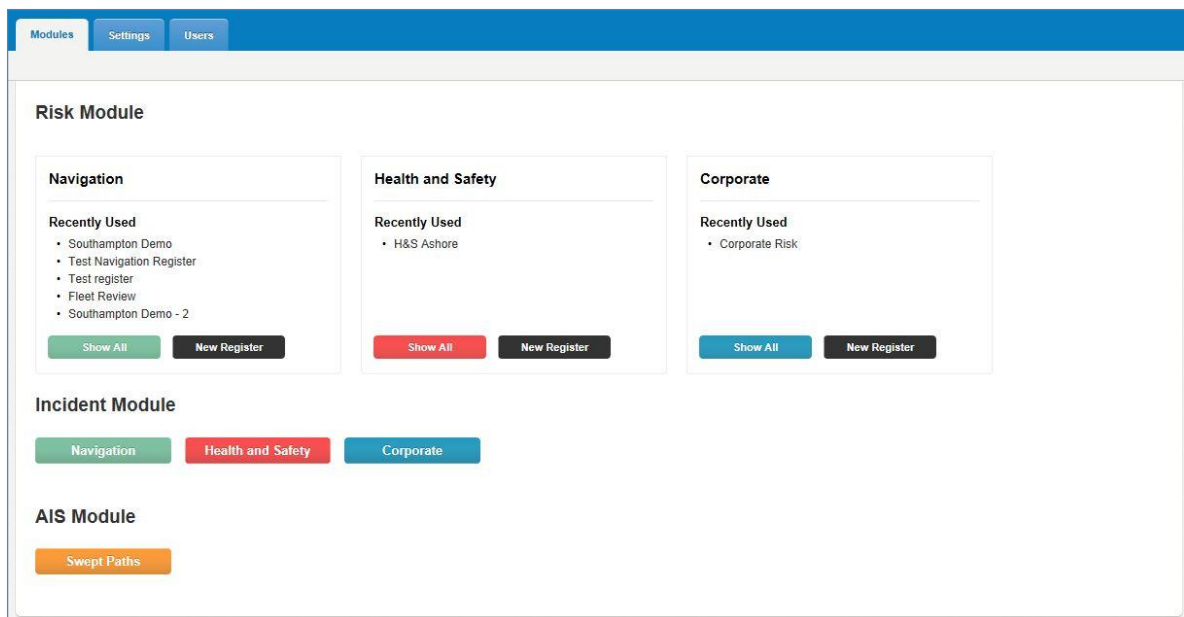 Modules Settings Users
Risk Module
Navigation
Recently Used
Southampton Demo
Test Navigation Register
Test register
Fleet Review
Southampton Demo - 2
Show All New Register
Health and Safety
Recently Used
H&S Ashore
Show All New Register
Corporate
Recently Used
Corporate Risk
Show All New Register
Incident Module
Navigation Health and Safety Corporate
AIS Module
Swept Paths